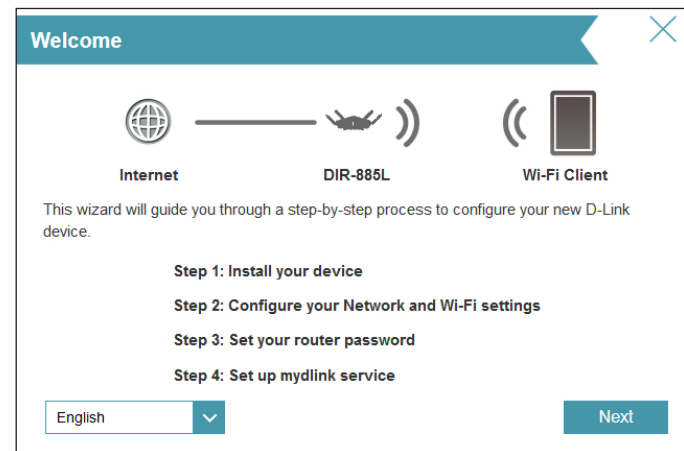 Welcome
Internet
DIR-885L
Wi-Fi Client
This wizard will guide you through a step-by-step process to configure your new D-Link
device.
Step 1: Install your device
Step 2: Configure your Network and Wi-Fi settings
Step 3: Set your router password
Step 4: Set up mydlink service
English
Next